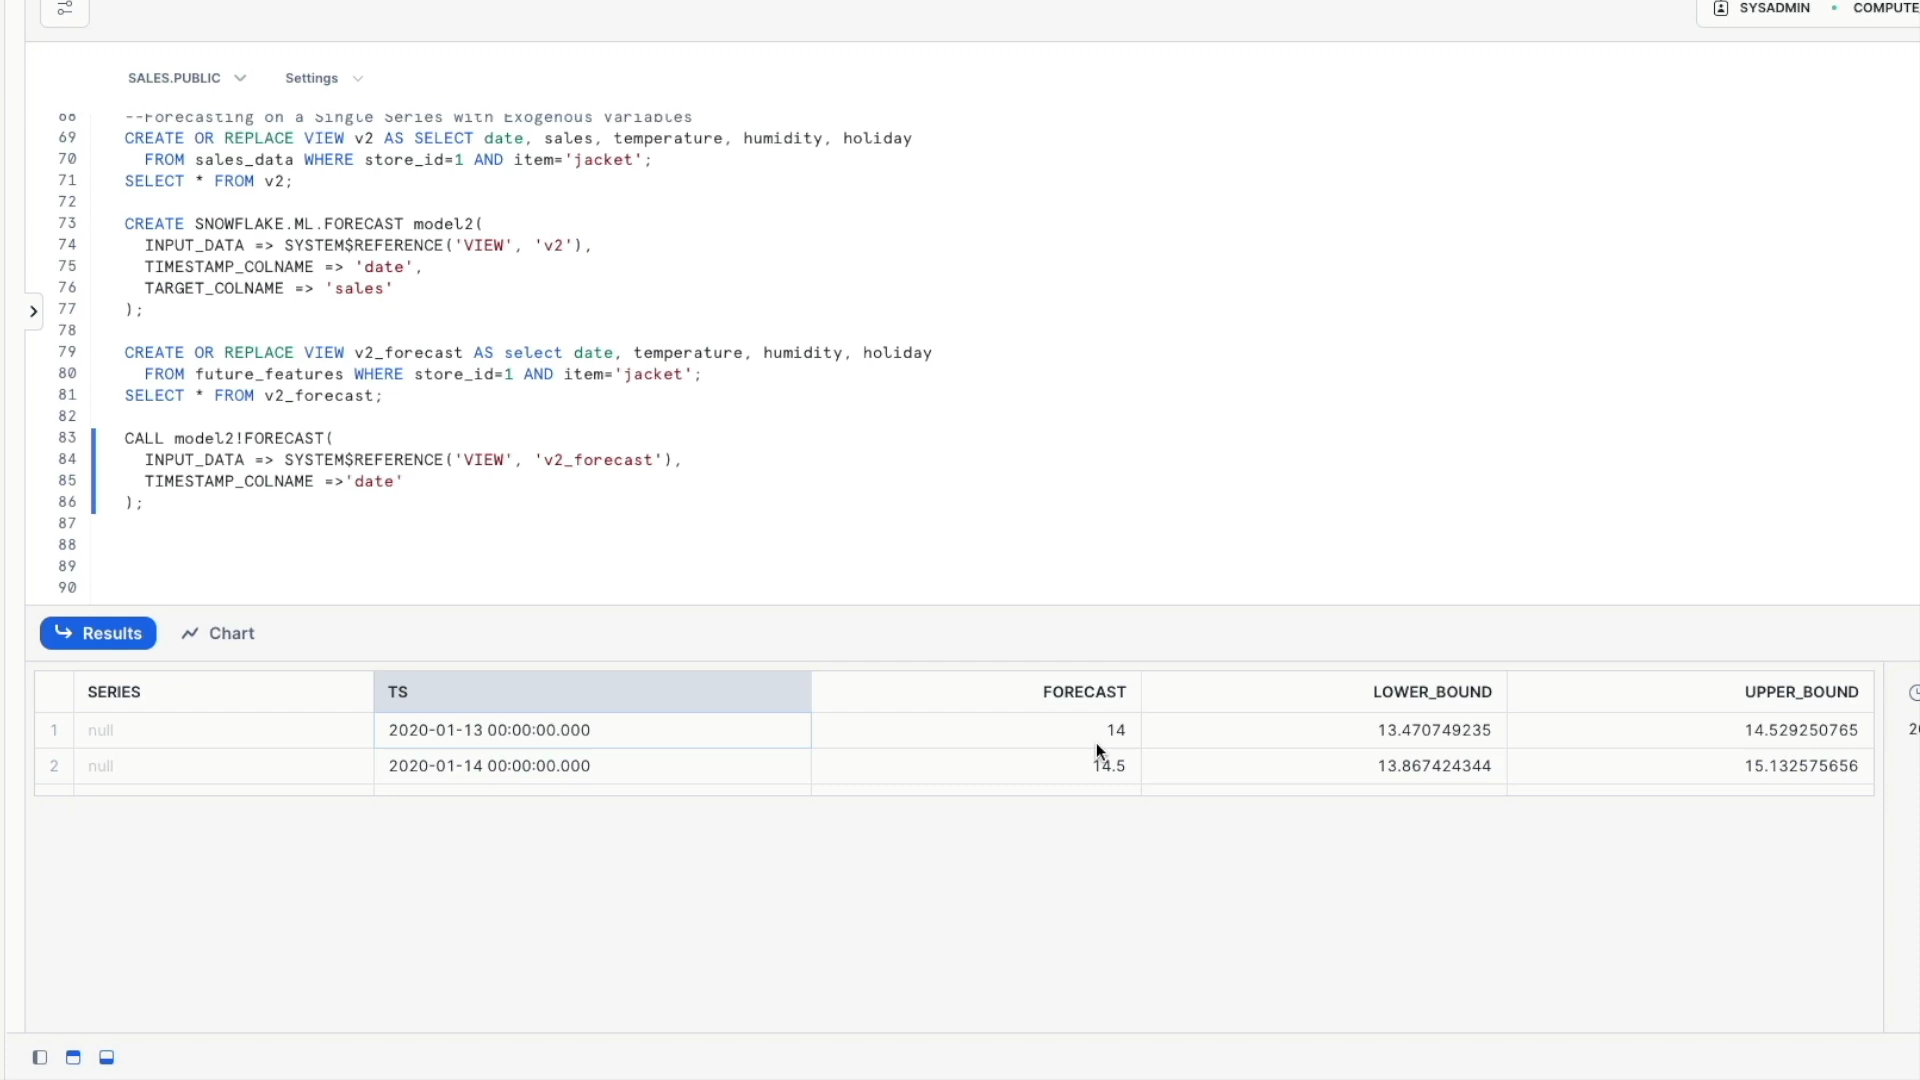 SYSADMIN • COMPUTE
SALES.PUBLIC Settings
68 --Forecasting on a Single Series with Exogenous Variables
69 CREATE OR REPLACE VIEW v2 AS SELECT date, sales, temperature, humidity, holiday
70 FROM sales_data WHERE store_id=1 AND item='jacket';
71 SELECT * FROM v2;
72
73 CREATE SNOWFLAKE.ML.FORECAST model2(
74 INPUT_DATA => SYSTEM$REFERENCE('VIEW', 'v2'),
75 TIMESTAMP_COLNAME => 'date',
76 TARGET_COLNAME => 'sales'
77 );
78
79 CREATE OR REPLACE VIEW v2_forecast AS select date, temperature, humidity, holiday
80 FROM future_features WHERE store_id=1 AND item='jacket';
81 SELECT * FROM v2_forecast;
82
83 CALL model2!FORECAST(
84 INPUT_DATA => SYSTEM$REFERENCE('VIEW', 'v2_forecast'),
85 TIMESTAMP_COLNAME =>'date'
86 );
87
88
89
90
Results Chart
SERIES TS FORECAST LOWER_BOUND UPPER_BOUND
1 null 2020-01-13 00:00:00.000 14 13.470749235 14.529250765
2 null 2020-01-14 00:00:00.000 14.5 13.867424344 15.132575656